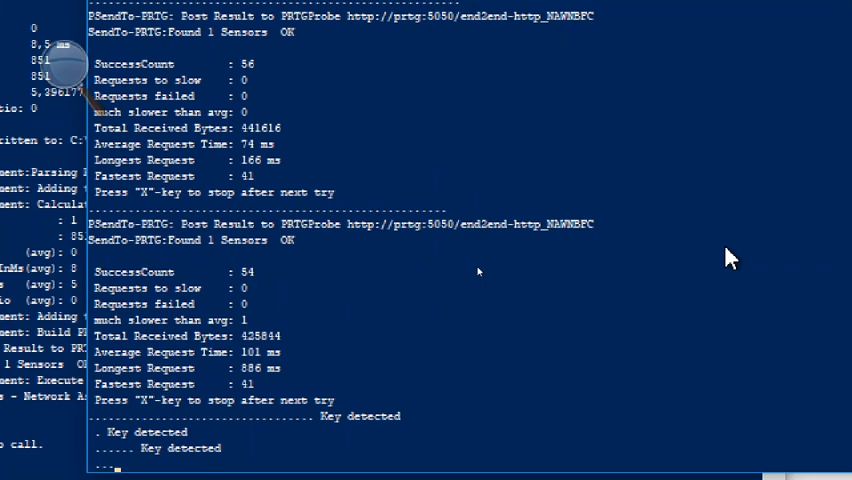 PSendTo-PRTG: Post Result to PRTGProbe http://prtg:5050/end2end-http_NAWNBFC
SendTo-PRTG:Found 1 Sensors  OK
SuccessCount       : 56
Requests to slow   : 0
Requests failed    : 0
much slower than avg: 0
Total Received Bytes: 441616
Average Request Time: 74 ms
Longest Request    : 166 ms
Fastest Request    : 41
Press "X"-key to stop after next try
--------------------------------------------
PSendTo-PRTG: Post Result to PRTGProbe http://prtg:5050/end2end-http_NAWNBFC
SendTo-PRTG:Found 1 Sensors  OK
SuccessCount       : 54
Requests to slow   : 0
Requests failed    : 0
much slower than avg: 1
Total Received Bytes: 425844
Average Request Time: 101 ms
Longest Request    : 886 ms
Fastest Request    : 41
Press "X"-key to stop after next try
................................. Key detected
. Key detected
...... Key detected
...
0
8,5 ms
851
851
5,396177
tio: 0
itten to: C:\
ment:Parsing
ment: Adding
ment: Calcula
: 1
: 85
(avg): 0
InMs(avg): 8
s   (avg): 5
io  (avg): 0
ment: Adding
ment: Build
Result to PR
1 Sensors
ment: Execute
s - Network
o call.